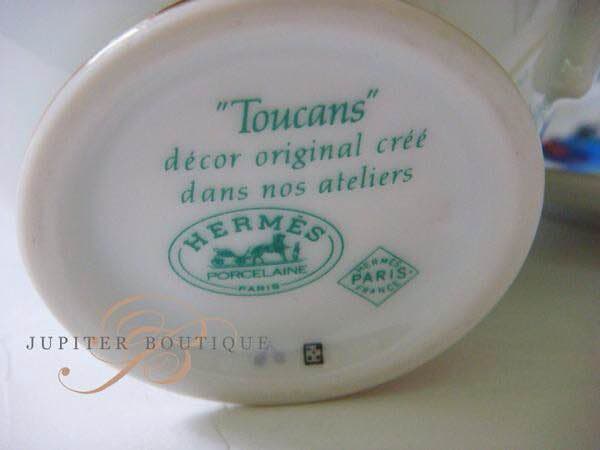 "Toucans"
décor original créé
dans nos ateliers
HERMÈS
PORCELAINE
PARIS
HERMÈS
PARIS
FRANCE
JUPITER BOUTIQUE